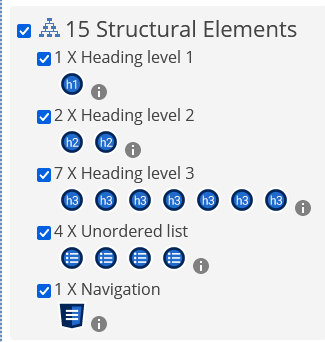 15 Structural Elements
1 X Heading level 1
h1 i
2 X Heading level 2
h2 h2 i
7 X Heading level 3
h3 h3 h3 h3 h3 h3 h3 i
4 X Unordered list
i
1 X Navigation
i